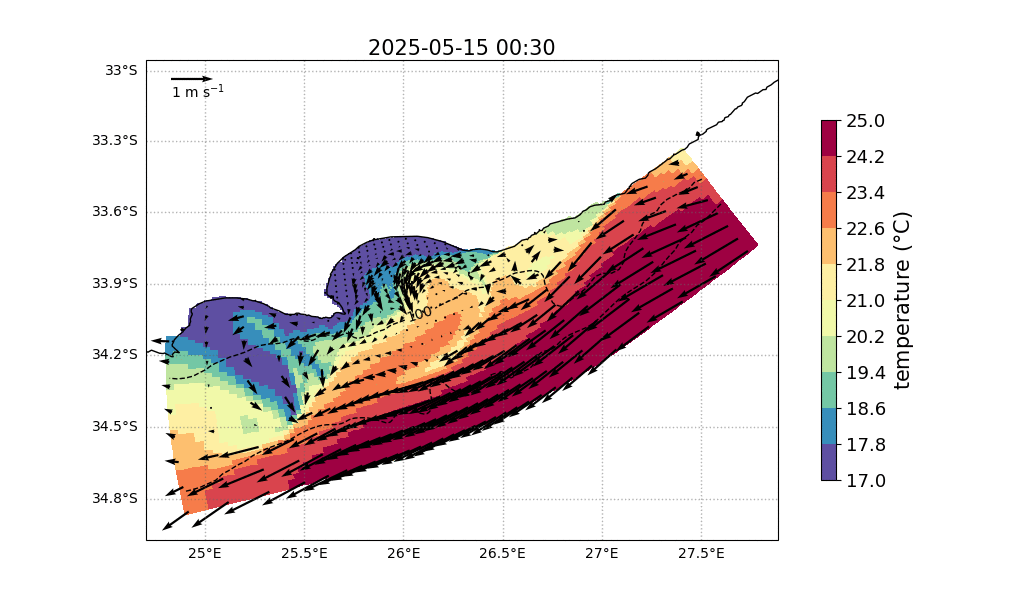 2025-05-15 00:30
33°S
33.3°S
33.6°S
33.9°S
34.2°S
34.5°S
34.8°S
1 m s⁻¹
100
25°E
25.5°E
26°E
26.5°E
27°E
27.5°E
25.0
24.2
23.4
22.6
21.8
21.0
20.2
19.4
18.6
17.8
17.0
temperature (°C)